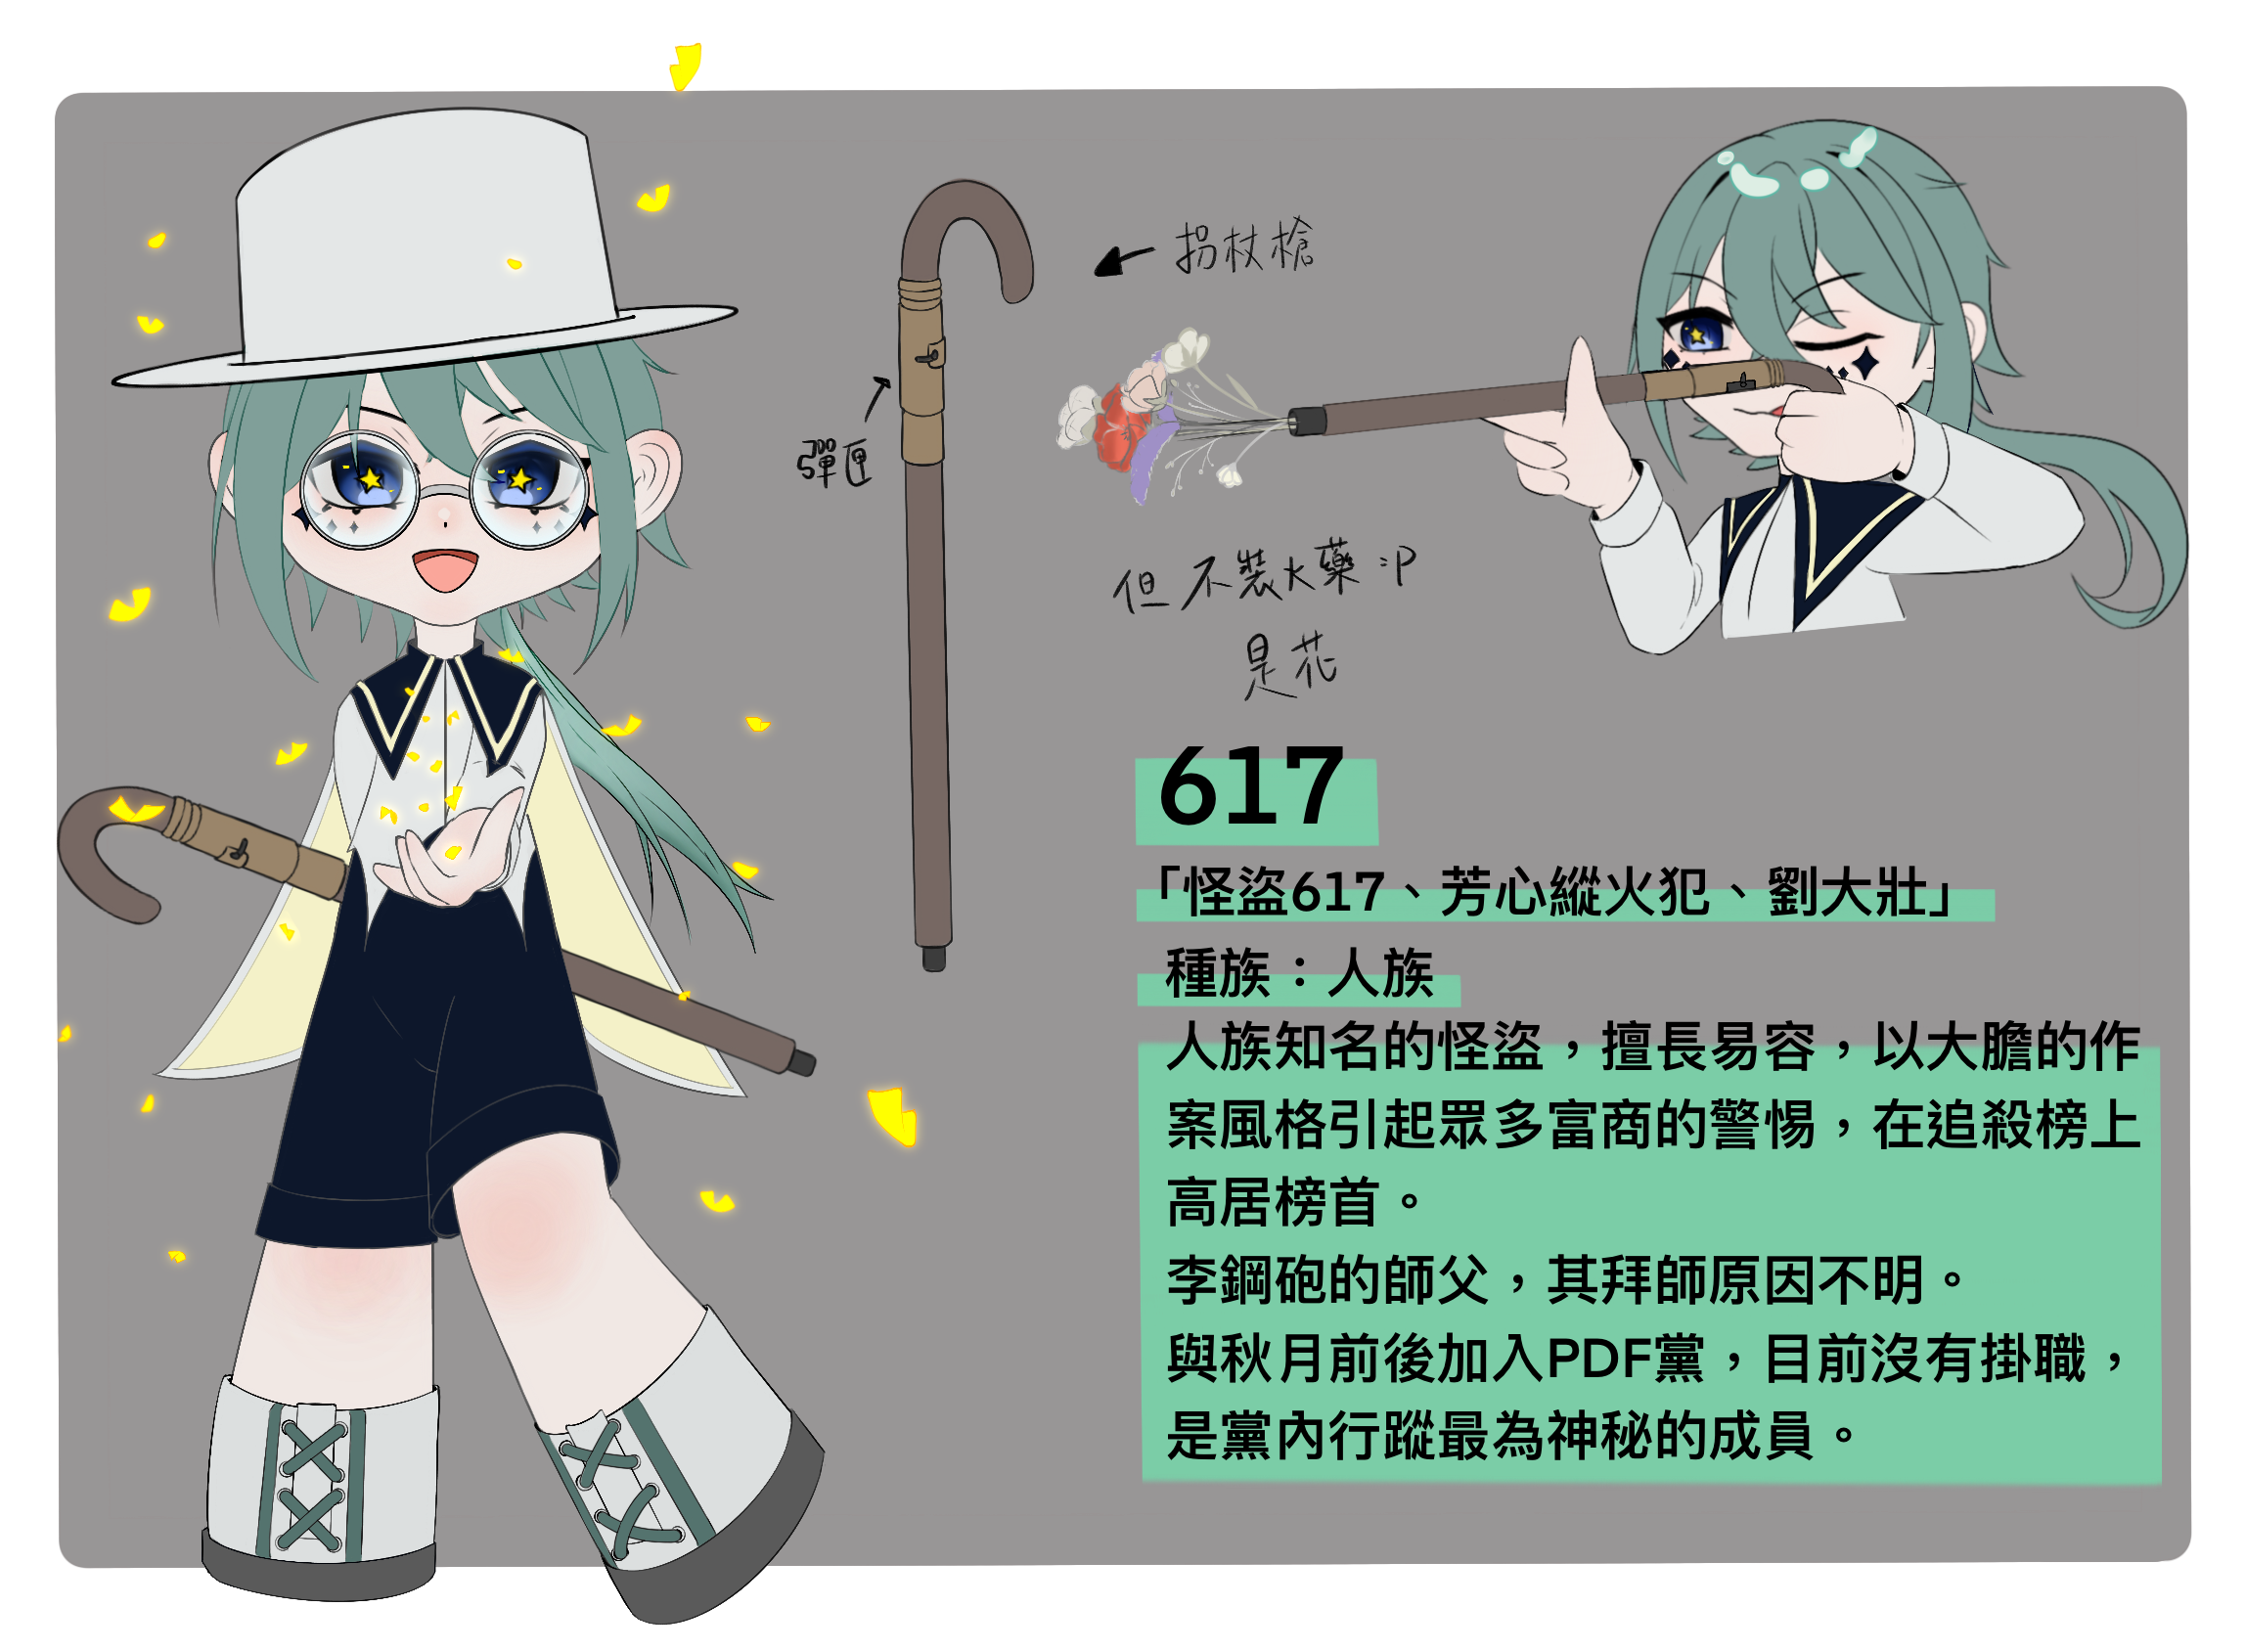 拐杖槍
彈匣
但不裝火藥:P
是花
617
「怪盜617、芳心縱火犯、劉大壯」
種族：人族
人族知名的怪盜，擅長易容，以大膽的作
案風格引起眾多富商的警惕，在追殺榜上
高居榜首。
李鋼砲的師父，其拜師原因不明。
與秋月前後加入PDF黨，目前沒有掛職，
是黨內行蹤最為神秘的成員。